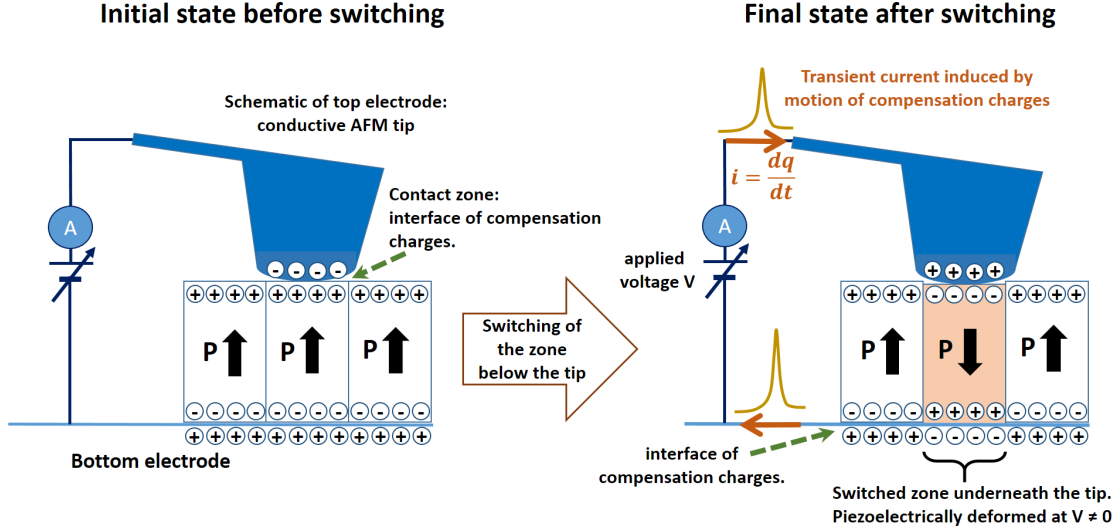 Initial state before switching
Final state after switching
Schematic of top electrode:
conductive AFM tip
Contact zone:
interface of compensation
charges.
A
- - - -
+ + + + + + + + + + + +
P P P
- - - - - - - - - - - -
+ + + + + + + + + + + +
Bottom electrode
Switching of
the zone
below the tip
Transient current induced by
motion of compensation charges
i = dq/dt
A
applied
voltage V
+ + + +
+ + + + - - - - + + + +
P P P
- - - - + + + + - - - -
+ + + + - - - - + + + +
interface of
compensation charges.
Switched zone underneath the tip.
Piezoelectrically deformed at V ≠ 0